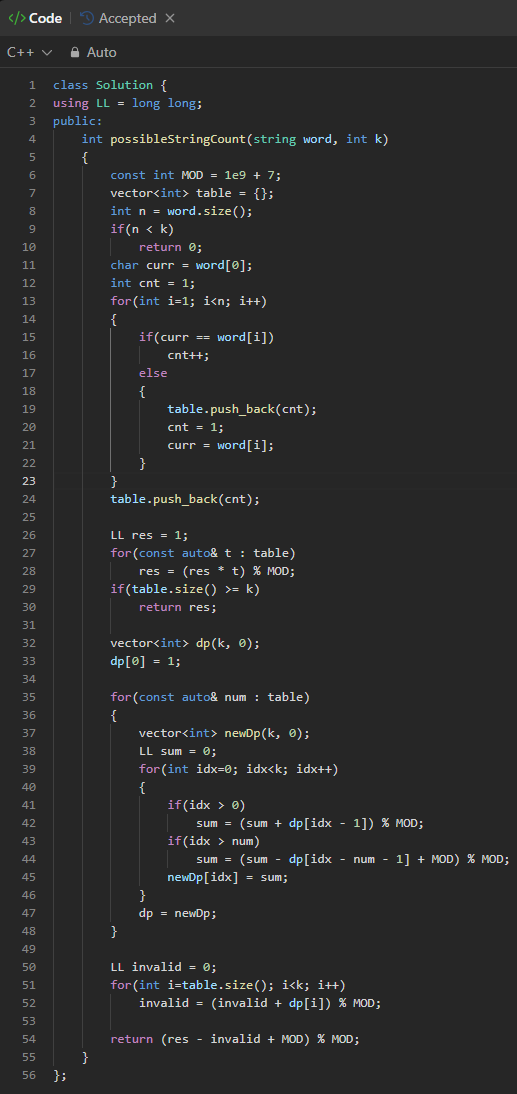 </> Code | Accepted ×
C++ Auto
1 class Solution {
2 using LL = long long;
3 public:
4     int possibleStringCount(string word, int k)
5     {
6         const int MOD = 1e9 + 7;
7         vector<int> table = {};
8         int n = word.size();
9         if(n < k)
10             return 0;
11         char curr = word[0];
12         int cnt = 1;
13         for(int i=1; i<n; i++)
14         {
15             if(curr == word[i])
16                 cnt++;
17             else
18             {
19                 table.push_back(cnt);
20                 cnt = 1;
21                 curr = word[i];
22             }
23         }
24         table.push_back(cnt);
25
26         LL res = 1;
27         for(const auto& t : table)
28             res = (res * t) % MOD;
29         if(table.size() >= k)
30             return res;
31
32         vector<int> dp(k, 0);
33         dp[0] = 1;
34
35         for(const auto& num : table)
36         {
37             vector<int> newDp(k, 0);
38             LL sum = 0;
39             for(int idx=0; idx<k; idx++)
40             {
41                 if(idx > 0)
42                     sum = (sum + dp[idx - 1]) % MOD;
43                 if(idx > num)
44                     sum = (sum - dp[idx - num - 1] + MOD) % MOD;
45                 newDp[idx] = sum;
46             }
47             dp = newDp;
48         }
49
50         LL invalid = 0;
51         for(int i=table.size(); i<k; i++)
52             invalid = (invalid + dp[i]) % MOD;
53
54         return (res - invalid + MOD) % MOD;
55     }
56 };